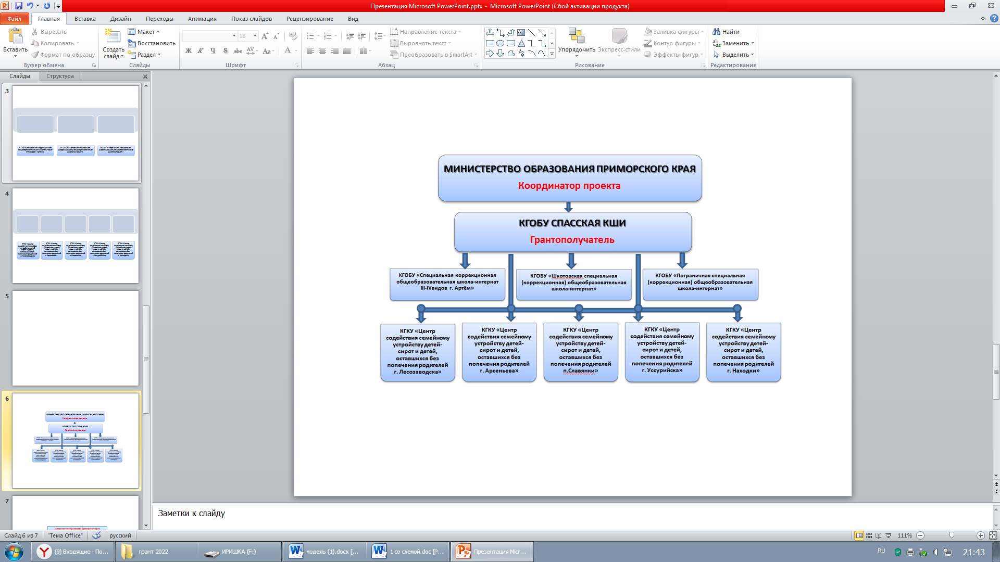 Презентация Microsoft PowerPoint.pptx - Microsoft PowerPoint (Сбой активации продукта)
Файл Главная Вставка Дизайн Переходы Анимация Показ слайдов Рецензирование Вид
Вставить
Вырезать
Копировать
Формат по образцу
Буфер обмена
Создать слайд
Макет
Восстановить
Раздел
Слайды
18
Ж К Ч S abc AV Aa A
Шрифт
Направление текста
Выровнять текст
Преобразовать в SmartArt
Абзац
Упорядочить
Экспресс-стили
Заливка фигуры
Контур фигуры
Эффекты фигур
Рисование
Найти
Заменить
Выделить
Редактирование
Слайды Структура
3
4
5
6
7
МИНИСТЕРСТВО ОБРАЗОВАНИЯ ПРИМОРСКОГО КРАЯ
Координатор проекта
КГОБУ СПАССКАЯ КШИ
Грантополучатель
КГОБУ «Специальная коррекционная
общеобразовательная школа-интернат
III-IVвидов г. Артём»
КГОБУ «Шкотовская специальная
(коррекционная) общеобразовательная
школа-интернат»
КГОБУ «Пограничная специальная
(коррекционная) общеобразовательная
школа-интернат»
КГКУ «Центр
содействия семейному
устройству детей-
сирот и детей,
оставшихся без
попечения родителей
г. Лесозаводска»
КГКУ «Центр
содействия семейному
устройству детей-
сирот и детей,
оставшихся без
попечения родителей
г. Арсеньева»
КГКУ «Центр
содействия семейному
устройству детей-
сирот и детей,
оставшихся без
попечения родителей
п.Славянки»
КГКУ «Центр
содействия семейному
устройству детей-
сирот и детей,
оставшихся без
попечения родителей
г. Уссурийска»
КГКУ «Центр
содействия семейному
устройству детей-
сирот и детей,
оставшихся без
попечения родителей
г. Находки»
Заметки к слайду
Слайд 6 из 7 "Тема Office" русский 111%
(9) Входящие - По... грант 2022 ИРИШКА (F:) модель (1).docx [... 1 со схемой.doc [Р... Презентация Micr... RU 21:43